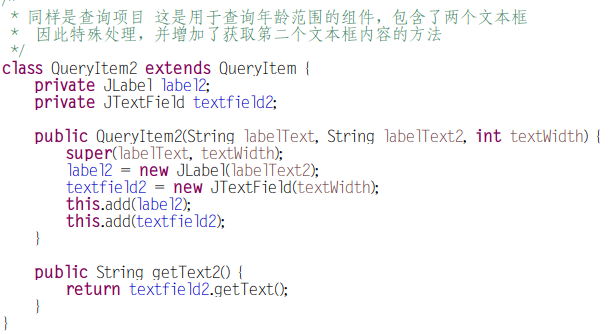 /*
 * 同样是查询项目 这是用于查询年龄范围的组件，包含了两个文本框
 *  因此特殊处理，并增加了获取第二个文本框内容的方法
 */
class QueryItem2 extends QueryItem {
    private JLabel label2;
    private JTextField textfield2;
    public QueryItem2(String labelText, String labelText2, int textWidth) {
        super(labelText, textWidth);
        label2 = new JLabel(labelText2);
        textfield2 = new JTextField(textWidth);
        this.add(label2);
        this.add(textfield2);
    }
    public String getText2() {
        return textfield2.getText();
    }
}